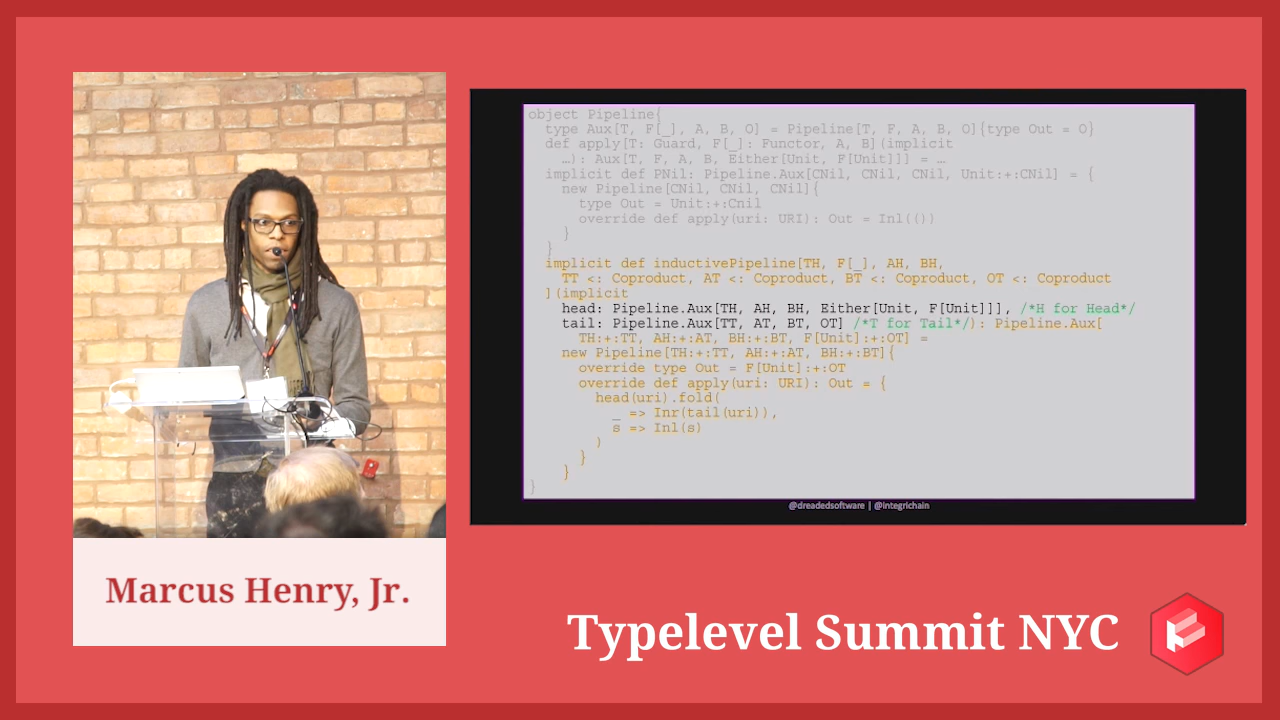 object Pipeline{
type Aux[T, F[_], A, B, O] = Pipeline[T, F, A, B, O]{type Out = O}
def apply[T: Guard, F[_]: Functor, A, B](implicit
…): Aux[T, F, A, B, Either[Unit, F[Unit]]] = …
implicit def PNil: Pipeline.Aux[CNil, CNil, CNil, Unit:+:CNil] = {
new Pipeline[CNil, CNil, CNil]{
type Out = Unit:+:Cnil
override def apply(uri: URI): Out = Inl(())
}
}
implicit def inductivePipeline[TH, F[_], AH, BH,
TT <: Coproduct, AT <: Coproduct, BT <: Coproduct, OT <: Coproduct
](implicit
head: Pipeline.Aux[TH, AH, BH, Either[Unit, F[Unit]]], /*H for Head*/
tail: Pipeline.Aux[TT, AT, BT, OT] /*T for Tail*/): Pipeline.Aux[
TH:+:TT, AH:+:AT, BH:+:BT, F[Unit]:+:OT] =
new Pipeline[TH:+:TT, AH:+:AT, BH:+:BT]{
override type Out = F[Unit]:+:OT
override def apply(uri: URI): Out = {
head(uri).fold(
_ => Inr(tail(uri)),
s => Inl(s)
)
}
}
}
@dreadedsoftware | @integrichain
Marcus Henry, Jr.
Typelevel Summit NYC